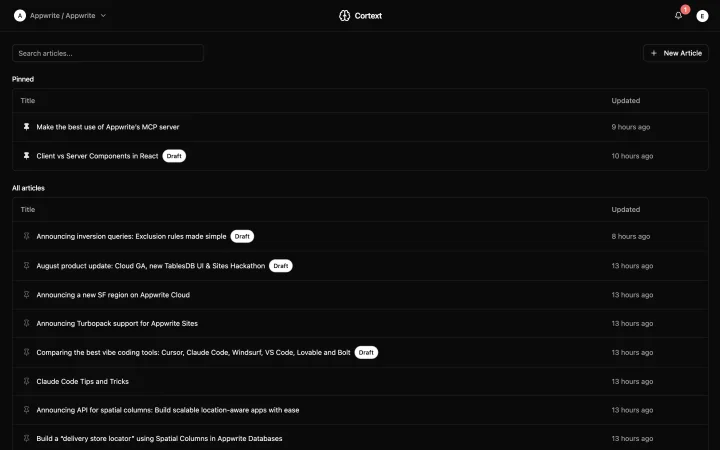 A Appwrite / Appwrite
Cortext
1
E
Search articles...
+ New Article
Pinned
Title Updated
Make the best use of Appwrite's MCP server 9 hours ago
Client vs Server Components in React Draft 10 hours ago
All articles
Title Updated
Announcing inversion queries: Exclusion rules made simple Draft 8 hours ago
August product update: Cloud GA, new TablesDB UI & Sites Hackathon Draft 13 hours ago
Announcing a new SF region on Appwrite Cloud 13 hours ago
Announcing Turbopack support for Appwrite Sites 13 hours ago
Comparing the best vibe coding tools: Cursor, Claude Code, Windsurf, VS Code, Lovable and Bolt Draft 13 hours ago
Claude Code Tips and Tricks 13 hours ago
Announcing API for spatial columns: Build scalable location-aware apps with ease 13 hours ago
Build a "delivery store locator" using Spatial Columns in Appwrite Databases 13 hours ago